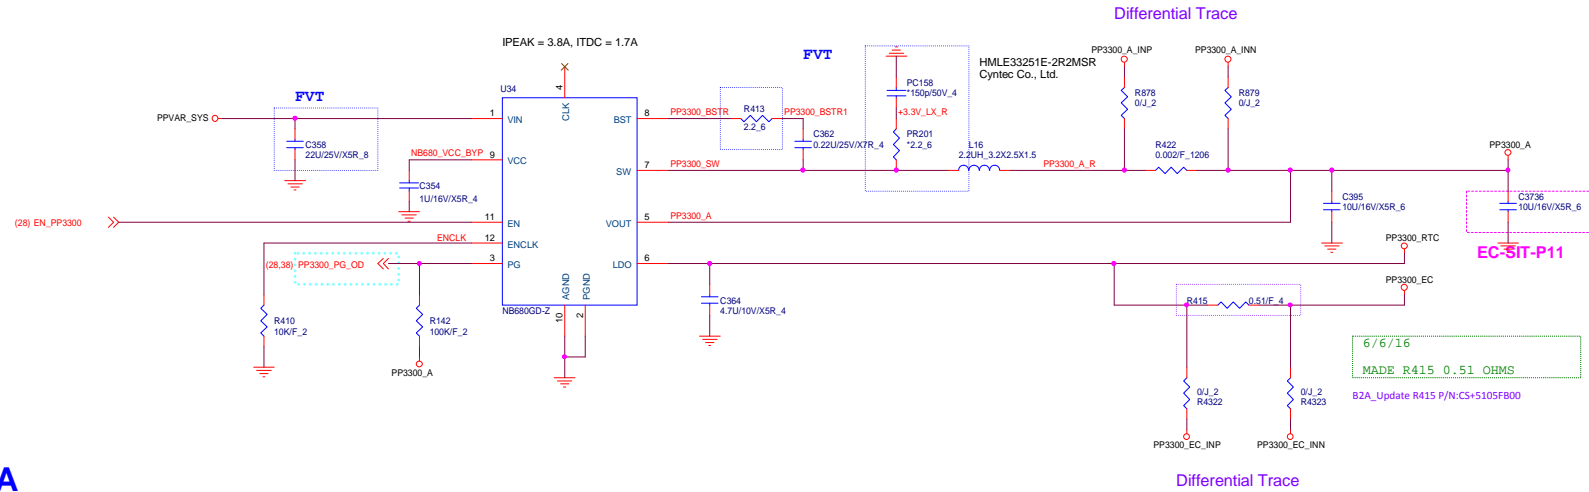 Differential Trace
IPEAK = 3.8A, ITDC = 1.7A
FVT
FVT
HMLE33251E-2R2MSR
Cyntec Co., Ltd.
PP3300_A_INP
PP3300_A_INN
U34
PC158
*150p/50V_4
R878
0/J_2
R879
0/J_2
PPVAR_SYS
1
VIN
CLK
4
BST
8
PP3300_BSTR
R413
2.2_6
PP3300_BSTR1
+3.3V_LX_R
C358
22U/25V/X5R_8
C362
0.22U/25V/X7R_4
PR201
*2.2_6
L16
2.2UH_3.2X2.5X1.5
R422
0.002/F_1206
PP3300_A
NB680_VCC_BYP
9
VCC
SW
7
PP3300_SW
PP3300_A_R
C354
1U/16V/X5R_4
C395
10U/16V/X5R_6
C3736
10U/16V/X5R_6
(28) EN_PP3300
11
EN
VOUT
5
PP3300_A
ENCLK
12
ENCLK
PP3300_RTC
EC-SIT-P11
(28,38) PP3300_PG_OD
3
PG
LDO
6
AGND
PGND
PP3300_EC
NB680GD-Z
10
2
C364
4.7U/10V/X5R_4
R415
0.51/F_4
R410
10K/F_2
R142
100K/F_2
6/6/16
MADE R415 0.51 OHMS
PP3300_A
B2A_Update R415 P/N:CS+5105FB00
0/J_2
R4322
0/J_2
R4323
PP3300_EC_INP
PP3300_EC_INN
Differential Trace
A